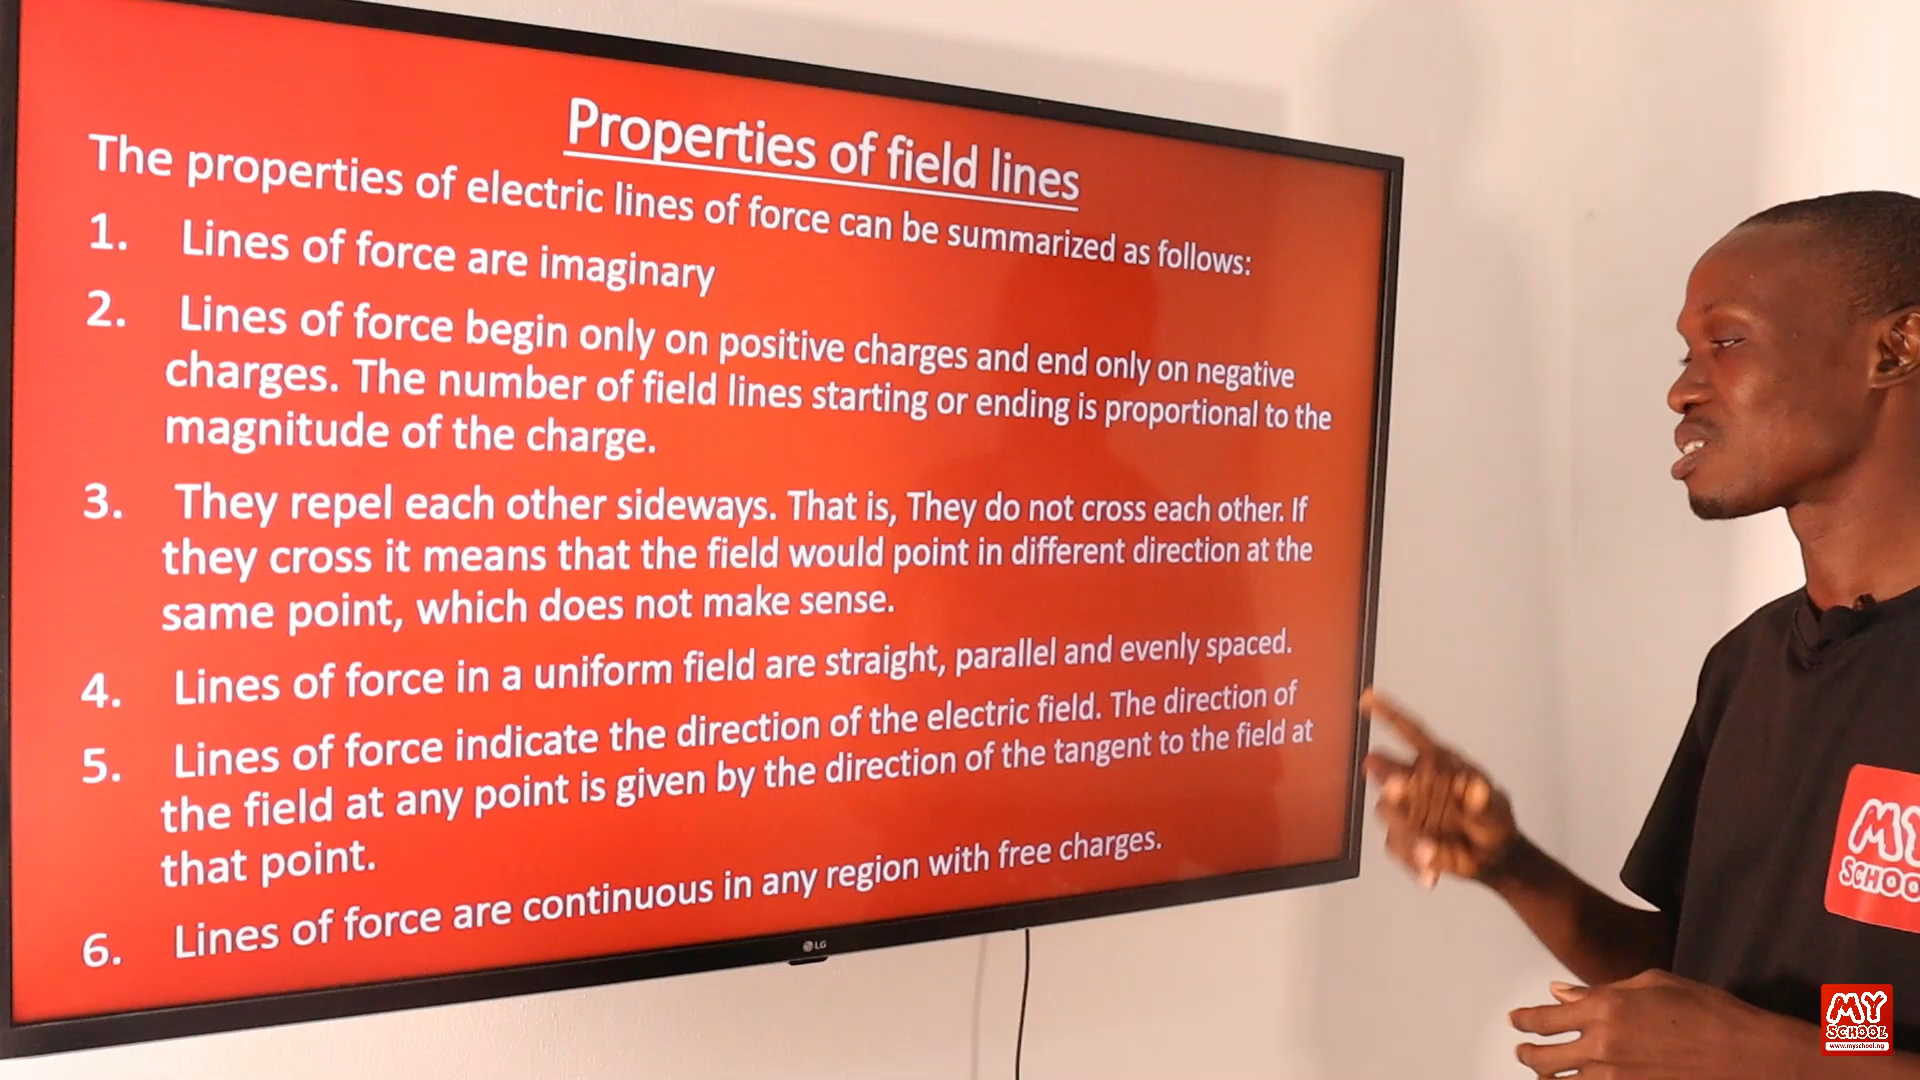 Properties of field lines
The properties of electric lines of force can be summarized as follows:
1. Lines of force are imaginary
2. Lines of force begin only on positive charges and end only on negative
charges. The number of field lines starting or ending is proportional to the
magnitude of the charge.
3. They repel each other sideways. That is, They do not cross each other. If
they cross it means that the field would point in different direction at the
same point, which does not make sense.
4. Lines of force in a uniform field are straight, parallel and evenly spaced.
5. Lines of force indicate the direction of the electric field. The direction of
the field at any point is given by the direction of the tangent to the field at
that point.
6. Lines of force are continuous in any region with free charges.
LG
MY
SCHOO
MY
SCHOOL
www.myschool.ng